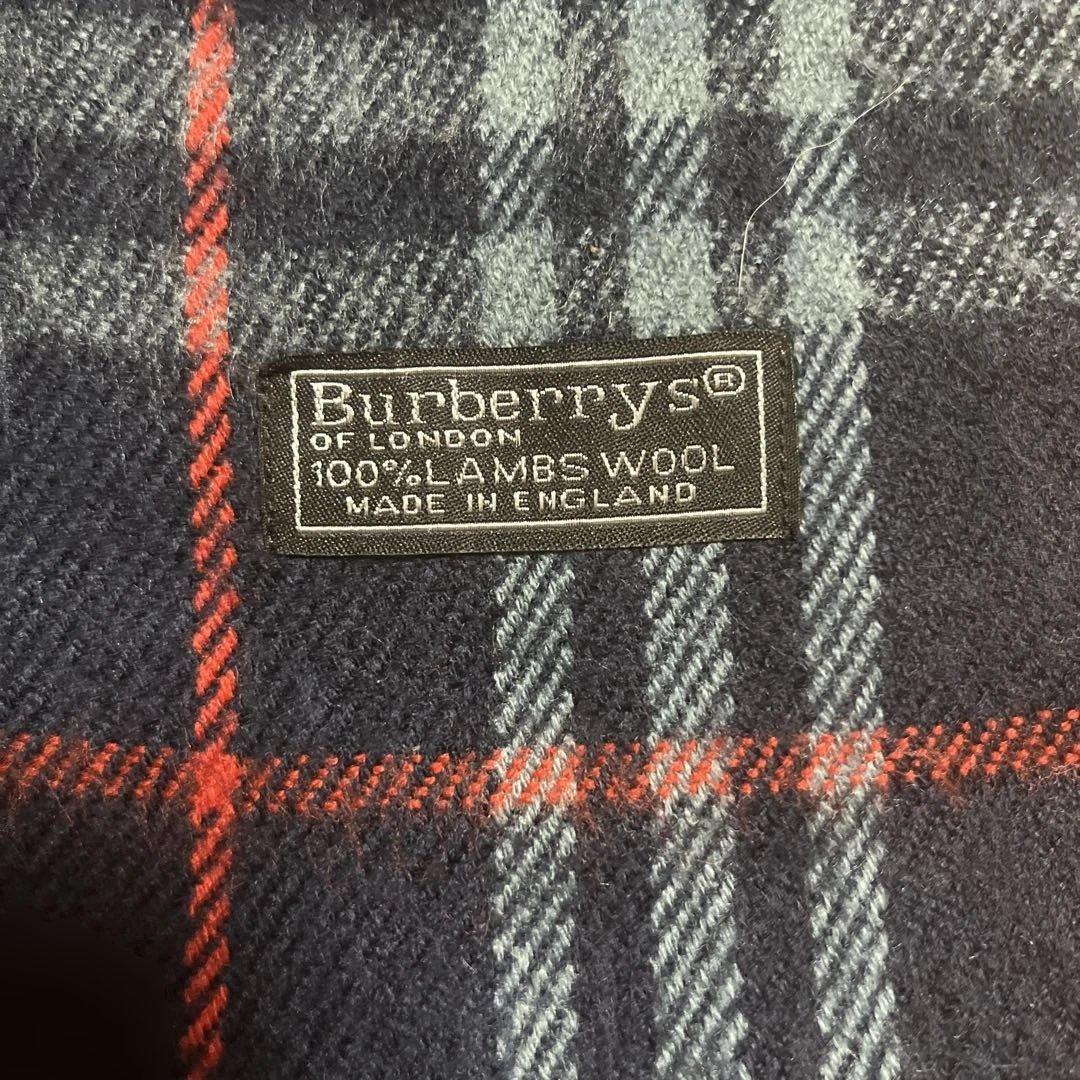 Burberrys®
OF LONDON
100% LAMBS WOOL
MADE IN ENGLAND